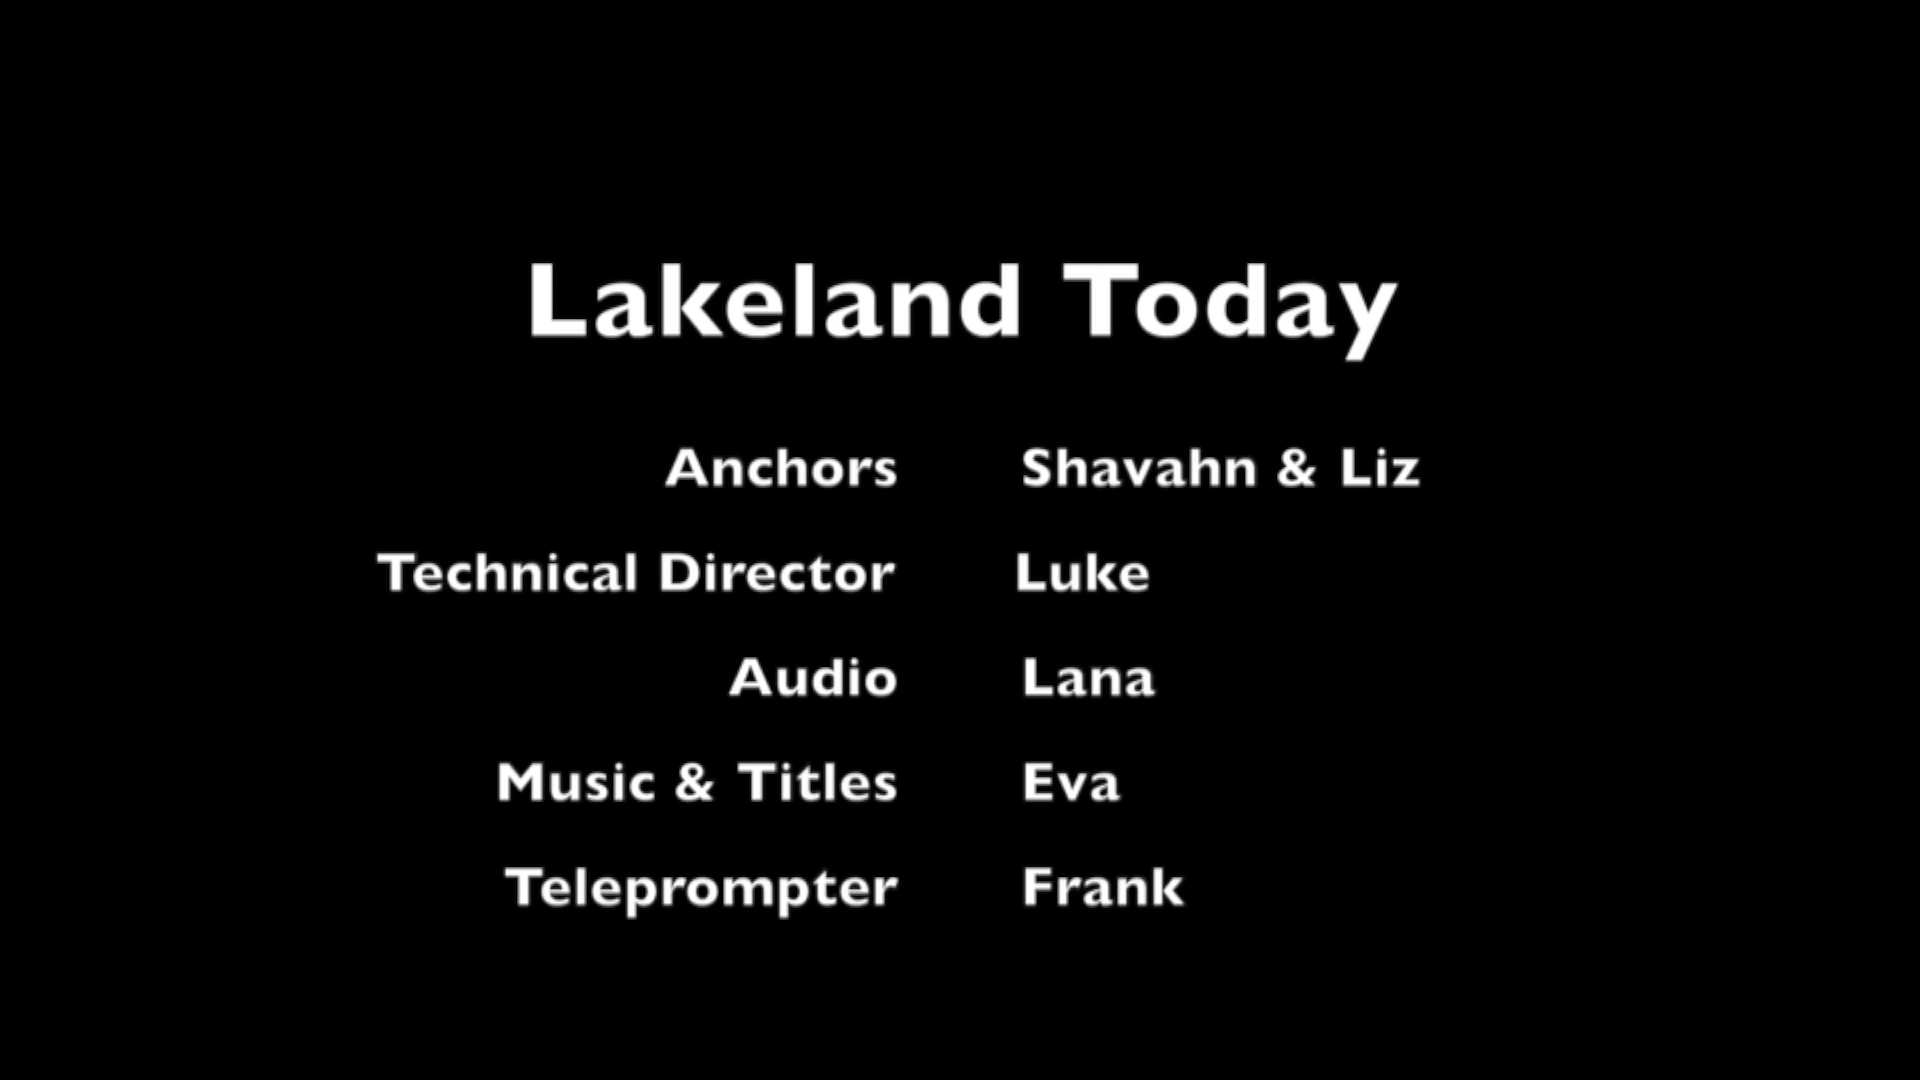 Lakeland Today
Anchors Shavahn & Liz
Technical Director Luke
Audio Lana
Music & Titles Eva
Teleprompter Frank